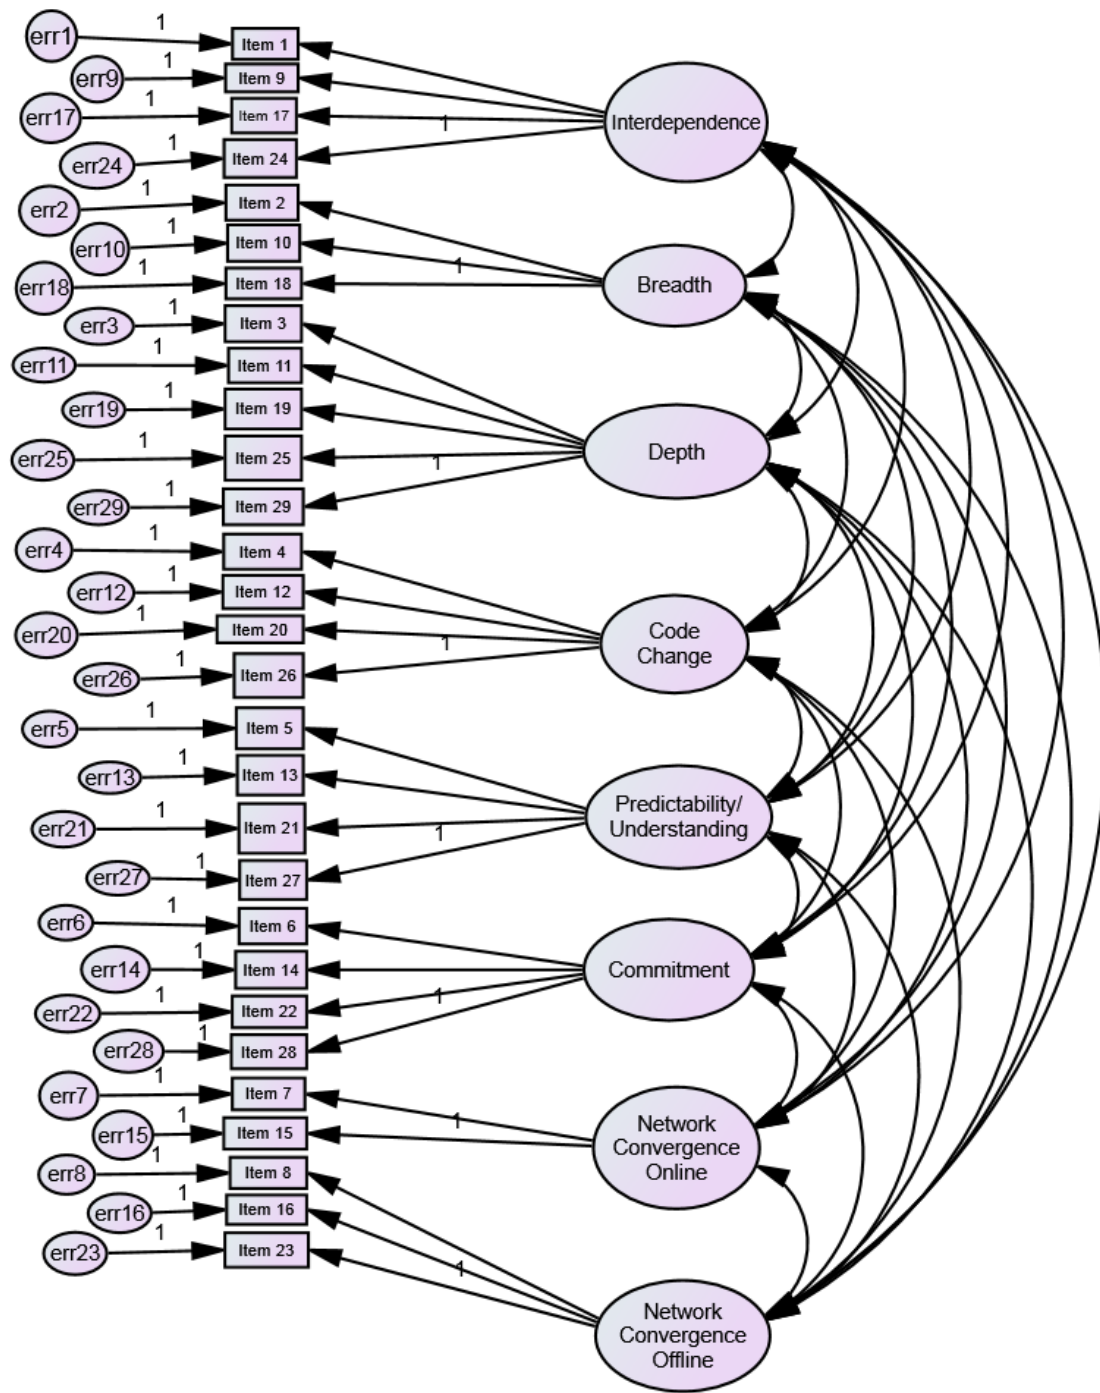 err1 1 Item 1
err9 1 Item 9
err17 1 Item 17
1
Interdependence
err24 1 Item 24
err2 1 Item 2
err10 1 Item 10
1
err18 1 Item 18
Breadth
err3 1 Item 3
err11 1 Item 11
err19 1 Item 19
err25 1 Item 25
1
Depth
err29 1 Item 29
err4 1 Item 4
err12 1 Item 12
err20 1 Item 20
1
Code
Change
err26 1 Item 26
err5 1 Item 5
err13 1 Item 13
err21 1 Item 21
1
Predictability/
Understanding
err27 1 Item 27
err6 1 Item 6
err14 1 Item 14
Commitment
1
err22 1 Item 22
err28 1 Item 28
err7 1 Item 7
1
err15 1 Item 15
Network
Convergence
Online
err8 1 Item 8
err16 1 Item 16
err23 1 Item 23
1
Network
Convergence
Offline